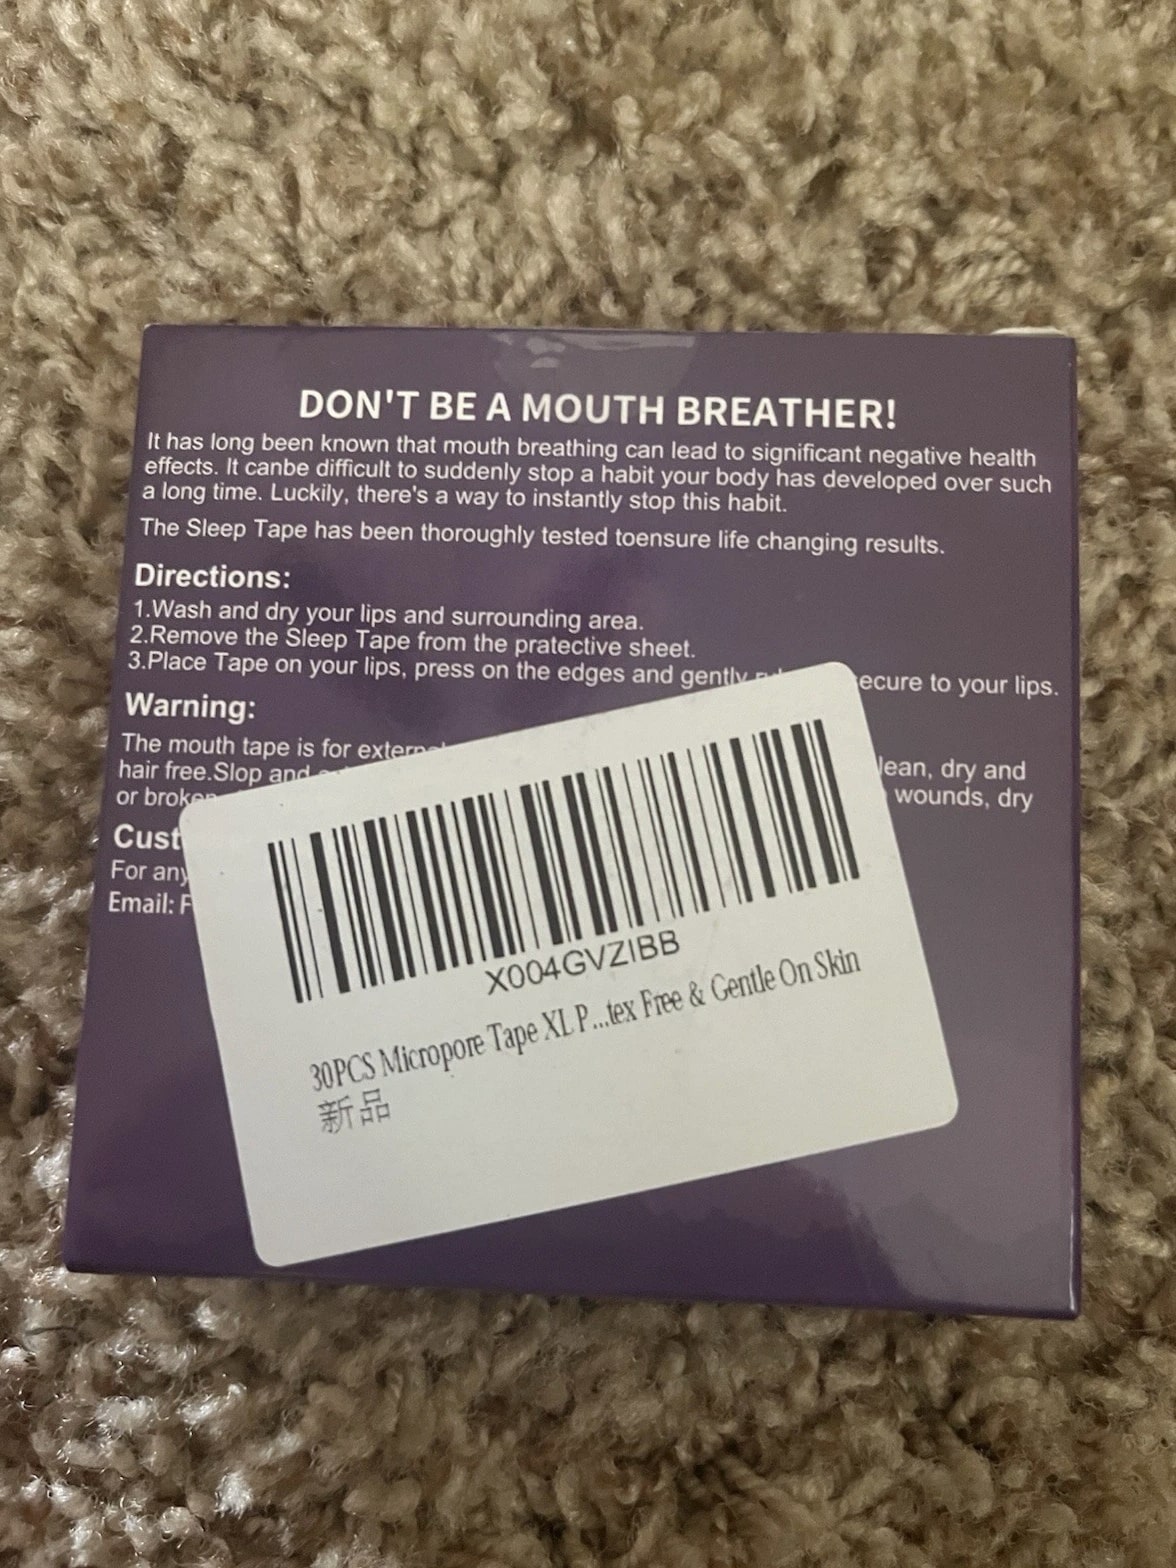 DON'T BE A MOUTH BREATHER!
It has long been known that mouth breathing can lead to significant negative health
effects. It canbe difficult to suddenly stop a habit your body has developed over such
a long time. Luckily, there's a way to instantly stop this habit.
The Sleep Tape has been thoroughly tested toensure life changing results.
Directions:
1.Wash and dry your lips and surrounding area.
2.Remove the Sleep Tape from the pratective sheet.
3.Place Tape on your lips, press on the edges and gently ecure to your lips.
Warning:
The mouth tape is for external
hair free.Slop and lean, dry and
or broken wounds, dry
Cust
For any
Email: F
X004GVZIBB
30PCS Micropore Tape XL P...tex Free & Gentle On Skin
新品